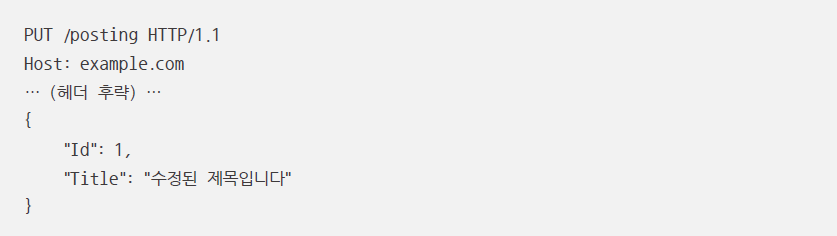 PUT /posting HTTP/1.1
Host: example.com
… (헤더 후략) …
{
    "Id": 1,
    "Title": "수정된 제목입니다"
}